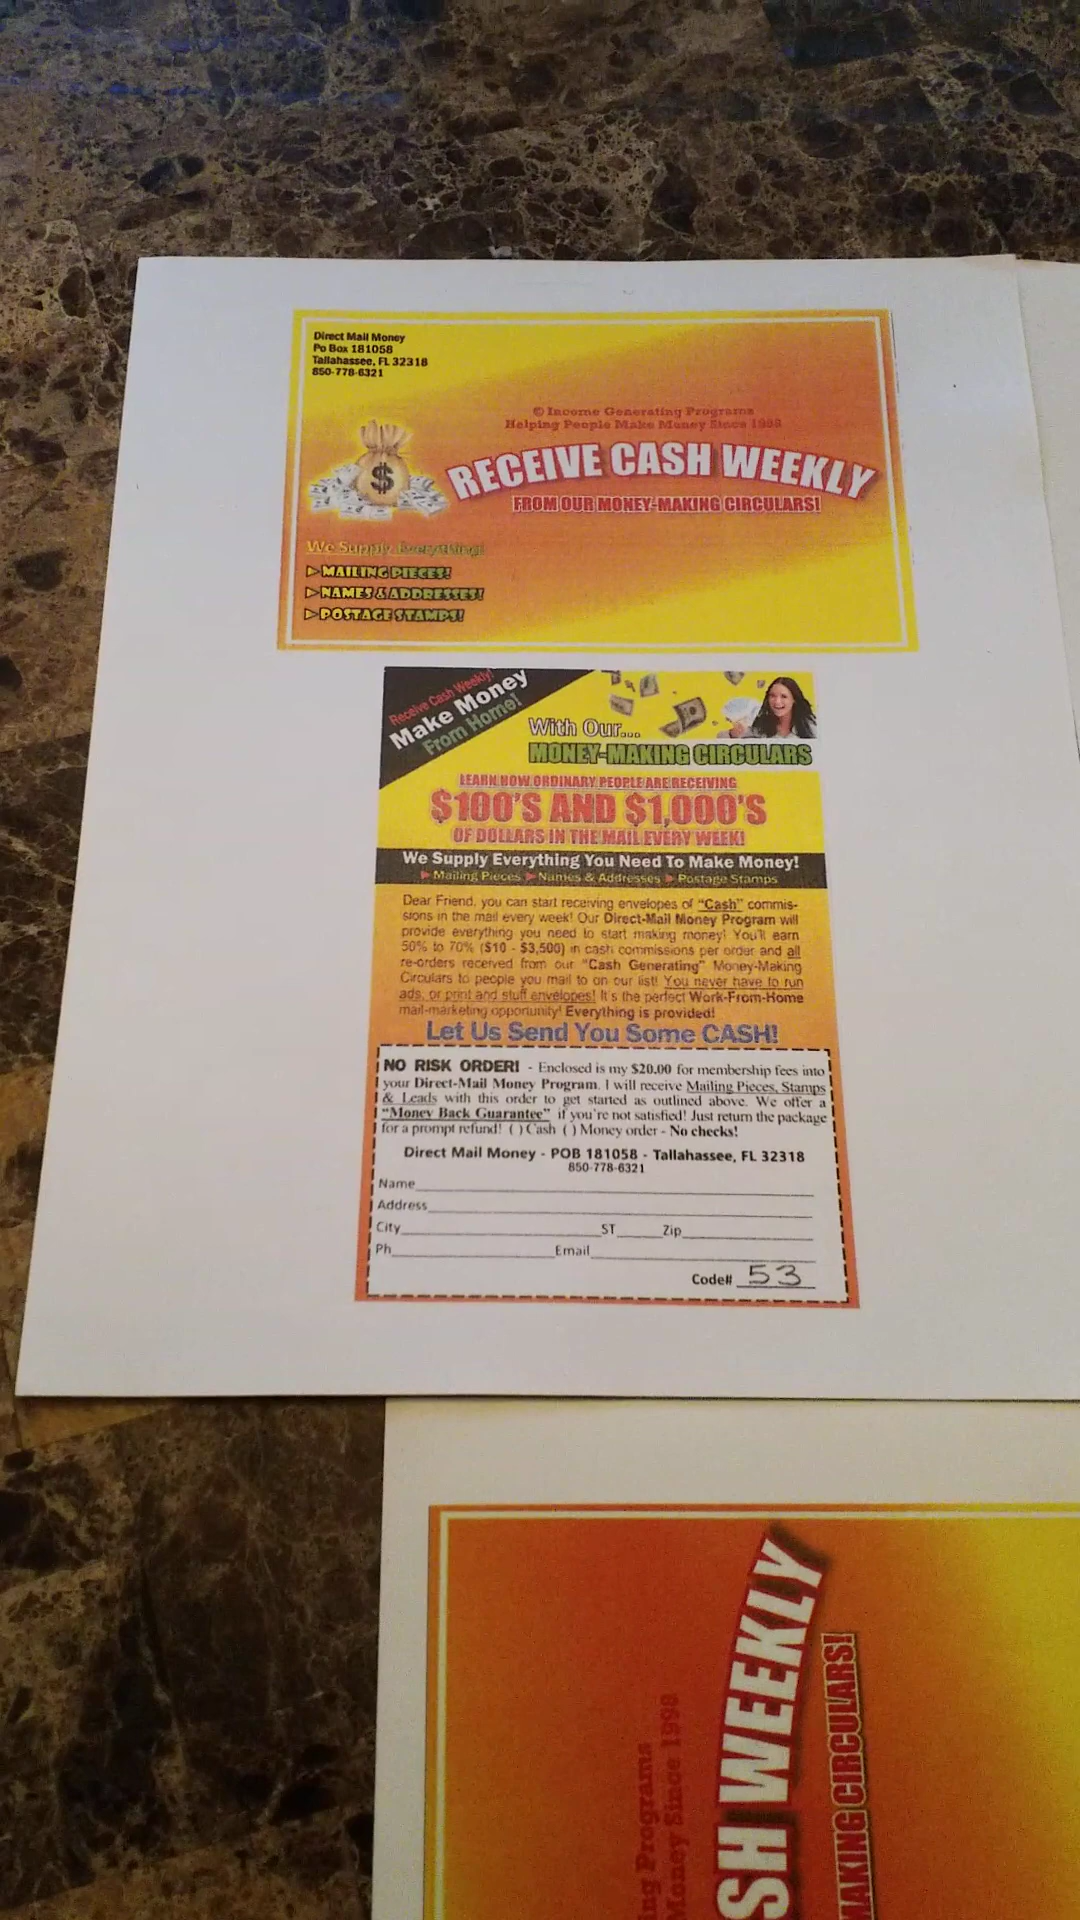 Direct Mail Money
Po Box 181058
Tallahassee, FL 32318
850-778-6321
© Income Generating Programs
Helping People Make Money Since 1998
RECEIVE CASH WEEKLY
FROM OUR MONEY-MAKING CIRCULARS!
We Supply Everything!
►MAILING PIECES!
►NAMES & ADDRESSES!
►POSTAGE STAMPS!
$
Receive Cash Weekly!
Make Money
From Home!
With Our...
MONEY-MAKING CIRCULARS
LEARN HOW ORDINARY PEOPLE ARE RECEIVING
$100'S AND $1,000'S
OF DOLLARS IN THE MAIL EVERY WEEK!
We Supply Everything You Need To Make Money!
► Mailing Pieces ► Names & Addresses ► Postage Stamps
Dear Friend, you can start receiving envelopes of “Cash” commis-
sions in the mail every week! Our Direct-Mail Money Program will
provide everything you need to start making money! You'll earn
50% to 70% ($10 - $3,500) in cash commissions per order and all
re-orders received from our “Cash Generating” Money-Making
Circulars to people you mail to on our list! You never have to run
ads, or print and stuff envelopes! It's the perfect Work-From-Home
mail-marketing opportunity! Everything is provided!
Let Us Send You Some CASH!
NO RISK ORDER! - Enclosed is my $20.00 for membership fees into
your Direct-Mail Money Program. I will receive Mailing Pieces, Stamps
& Leads with this order to get started as outlined above. We offer a
“Money Back Guarantee” if you're not satisfied! Just return the package
for a prompt refund! ( ) Cash ( ) Money order - No checks!
Direct Mail Money - POB 181058 - Tallahassee, FL 32318
850-778-6321
Name
Address
City ST Zip
Ph Email
Code# 53
ing Programs
Money Since 1998
SH WEEKLY
MAKING CIRCULARS!